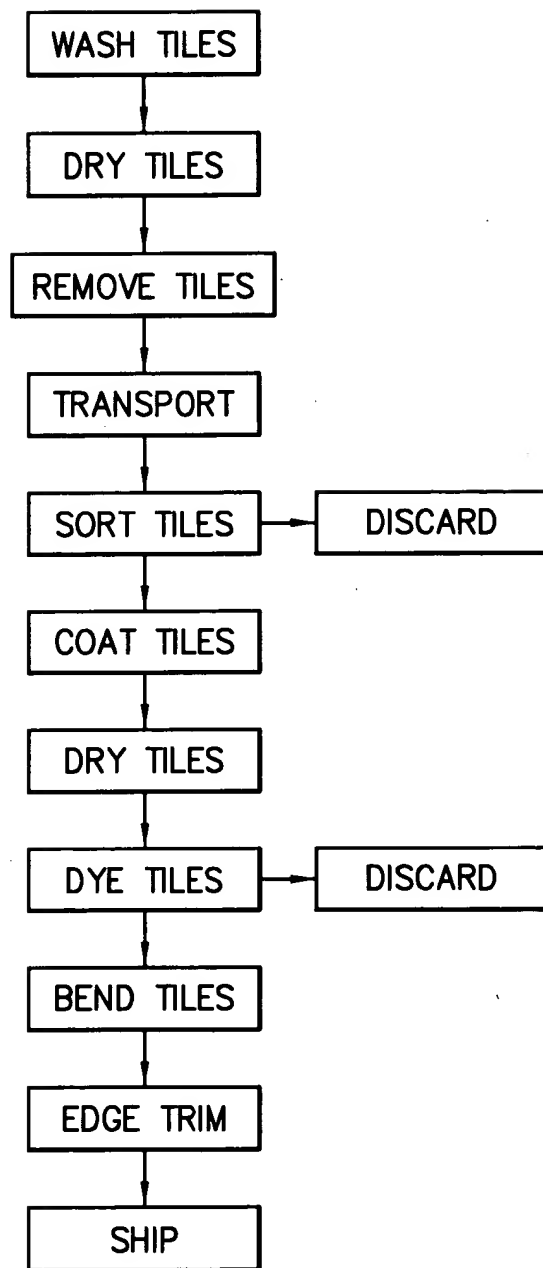 WASH TILES
DRY TILES
REMOVE TILES
TRANSPORT
SORT TILES
DISCARD
COAT TILES
DRY TILES
DYE TILES
DISCARD
BEND TILES
EDGE TRIM
SHIP